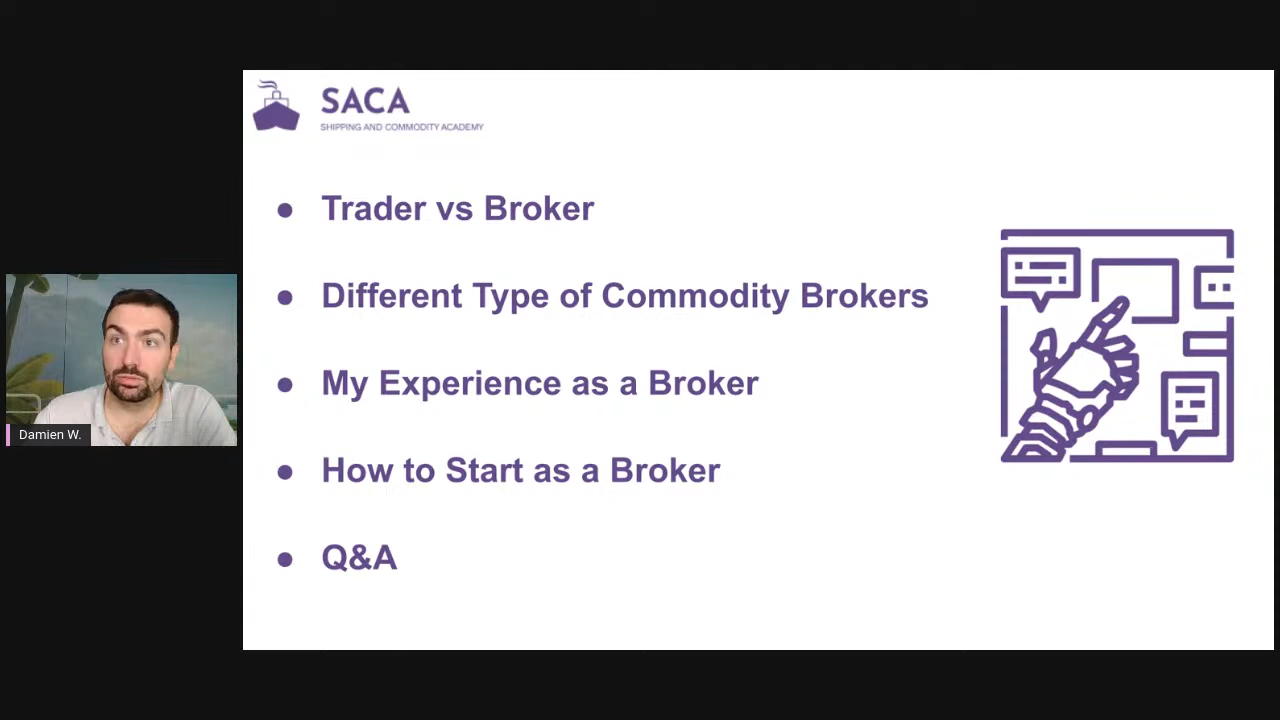 SACA
SHIPPING AND COMMODITY ACADEMY
● Trader vs Broker
● Different Type of Commodity Brokers
● My Experience as a Broker
● How to Start as a Broker
● Q&A
Damien W.